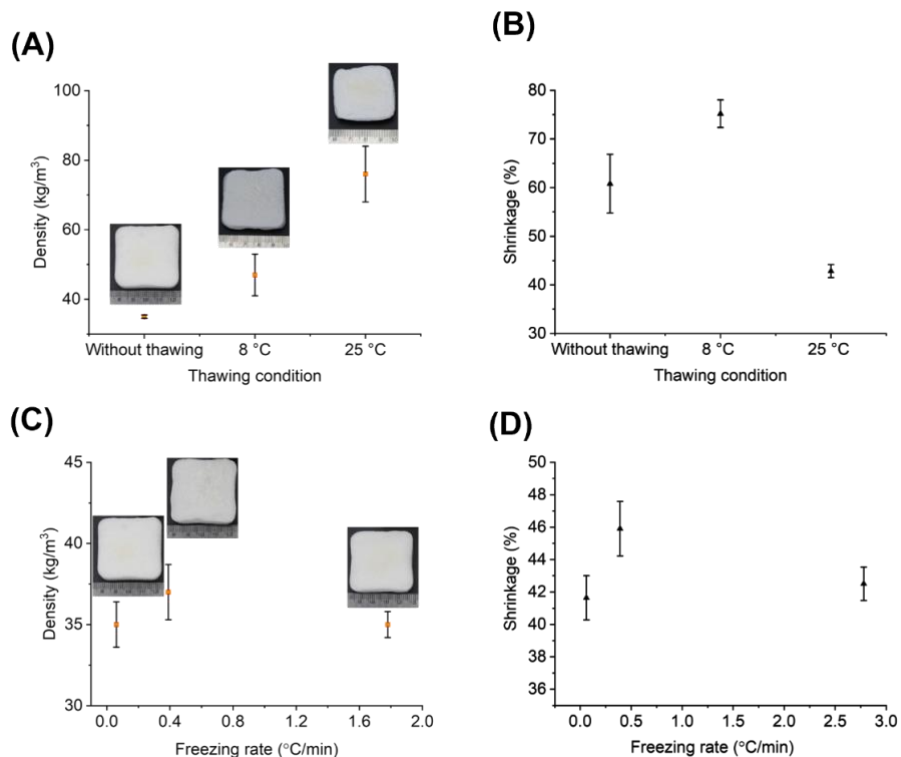 (A)
100
80
60
40
Density (kg/m³)
Without thawing
8 °C
25 °C
Thawing condition
(B)
80
70
60
50
40
30
Shrinkage (%)
Without thawing
8 °C
25 °C
Thawing condition
(C)
45
40
35
30
Density (kg/m³)
0.0
0.4
0.8
1.2
1.6
2.0
Freezing rate (°C/min)
(D)
50
48
46
44
42
40
38
36
Shrinkage (%)
0.0
0.5
1.0
1.5
2.0
2.5
3.0
Freezing rate (°C/min)